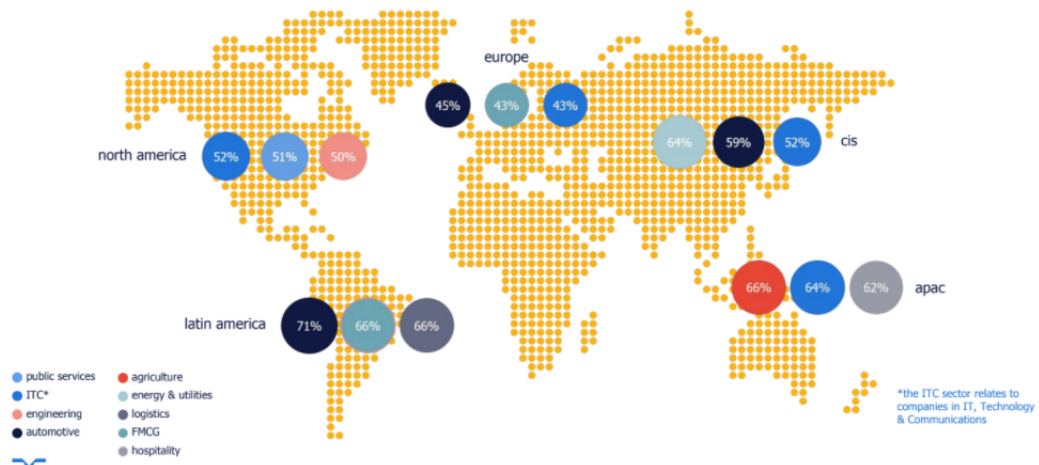 europe
45% 43% 43%
north america 52% 51% 50%
64% 59% 52% cis
66% 64% 62% apac
latin america 71% 66% 66%
public services
ITC*
engineering
automotive
agriculture
energy & utilities
logistics
FMCG
hospitality
*the ITC sector relates to
companies in IT, Technology
& Communications